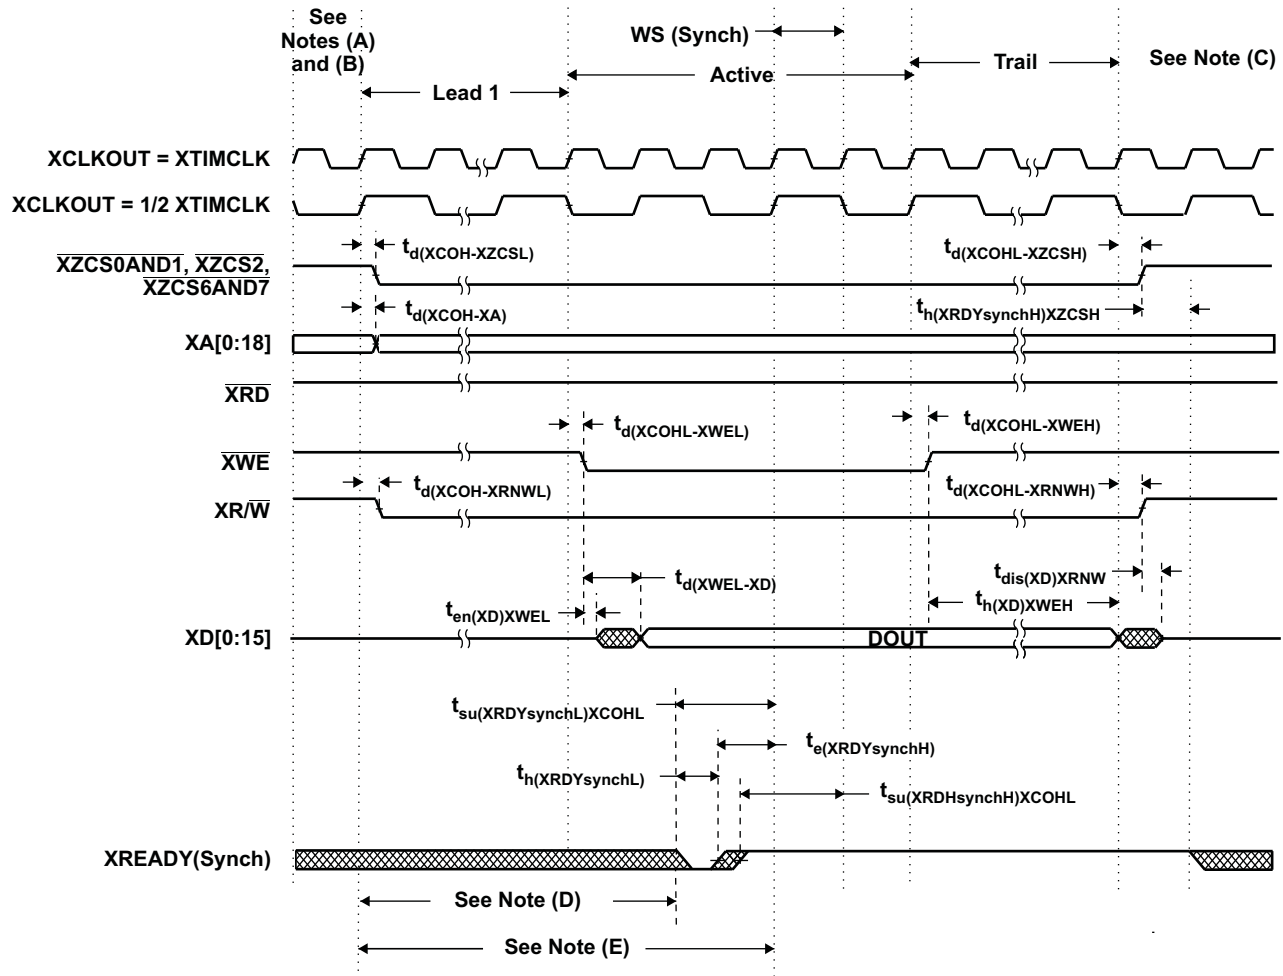 See
Notes (A)
and (B)
WS (Synch)
Active
Trail
See Note (C)
Lead 1
XCLKOUT = XTIMCLK
XCLKOUT = 1/2 XTIMCLK
td(XCOH-XZCSL)
td(XCOHL-XZCSH)
XZCS0AND1, XZCS2,
XZCS6AND7
td(XCOH-XA)
th(XRDYsynchH)XZCSH
XA[0:18]
XRD
td(XCOHL-XWEL)
td(XCOHL-XWEH)
XWE
td(XCOH-XRNWL)
td(XCOHL-XRNWH)
XR/W
td(XWEL-XD)
tdis(XD)XRNW
ten(XD)XWEL
th(XD)XWEH
XD[0:15]
DOUT
tsu(XRDYsynchL)XCOHL
te(XRDYsynchH)
th(XRDYsynchL)
tsu(XRDHsynchH)XCOHL
XREADY(Synch)
See Note (D)
See Note (E)